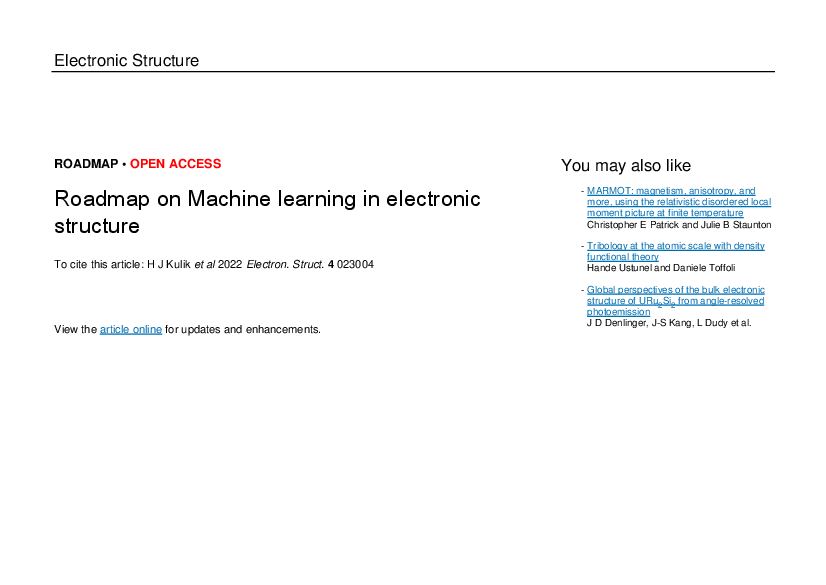 Electronic Structure
ROADMAP • OPEN ACCESS
Roadmap on Machine learning in electronic
structure
To cite this article: H J Kulik et al 2022 Electron. Struct. 4 023004
View the article online for updates and enhancements.
You may also like
- MARMOT: magnetism, anisotropy, and
more, using the relativistic disordered local
moment picture at finite temperature
Christopher E Patrick and Julie B Staunton
- Tribology at the atomic scale with density
functional theory
Hande Ustunel and Daniele Toffoli
- Global perspectives of the bulk electronic
structure of URu2Si2 from angle-resolved
photoemission
J D Denlinger, J-S Kang, L Dudy et al.